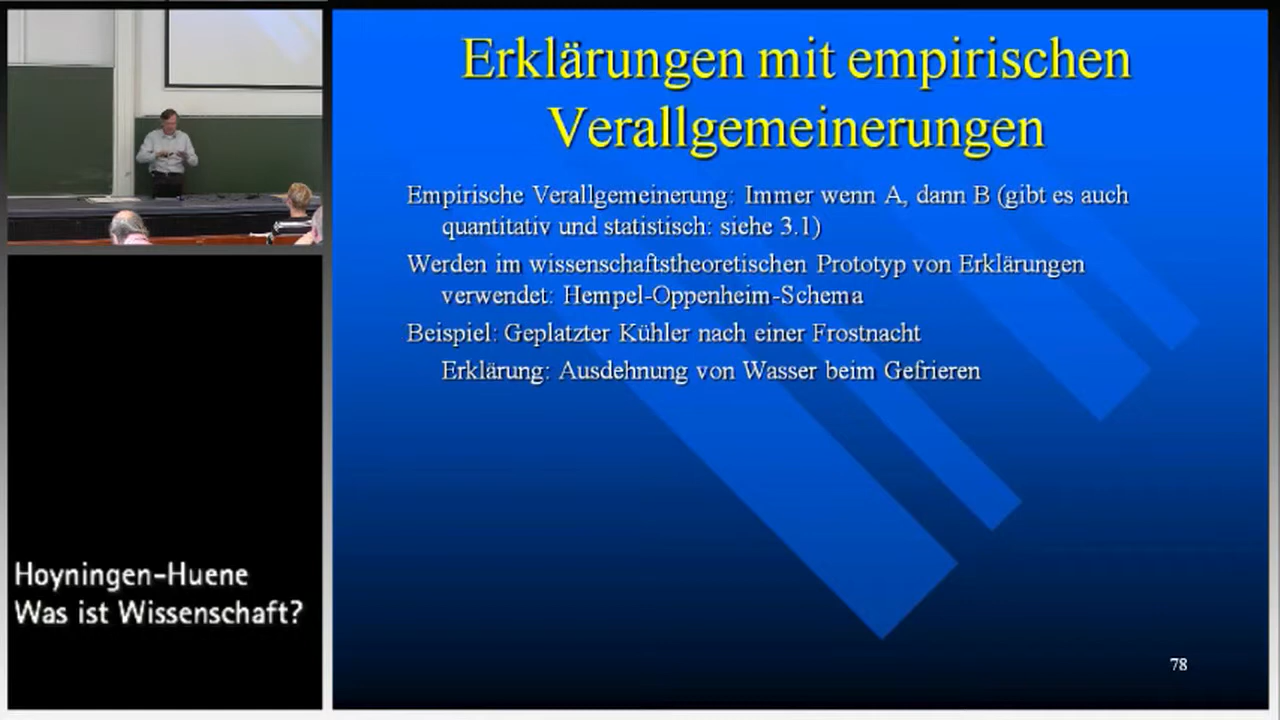 Erklärungen mit empirischen
Verallgemeinerungen
Empirische Verallgemeinerung: Immer wenn A, dann B (gibt es auch
quantitativ und statistisch: siehe 3.1)
Werden im wissenschaftstheoretischen Prototyp von Erklärungen
verwendet: Hempel-Oppenheim-Schema
Beispiel: Geplatzter Kühler nach einer Frostnacht
Erklärung: Ausdehnung von Wasser beim Gefrieren
78
Hoyningen-Huene
Was ist Wissenschaft?